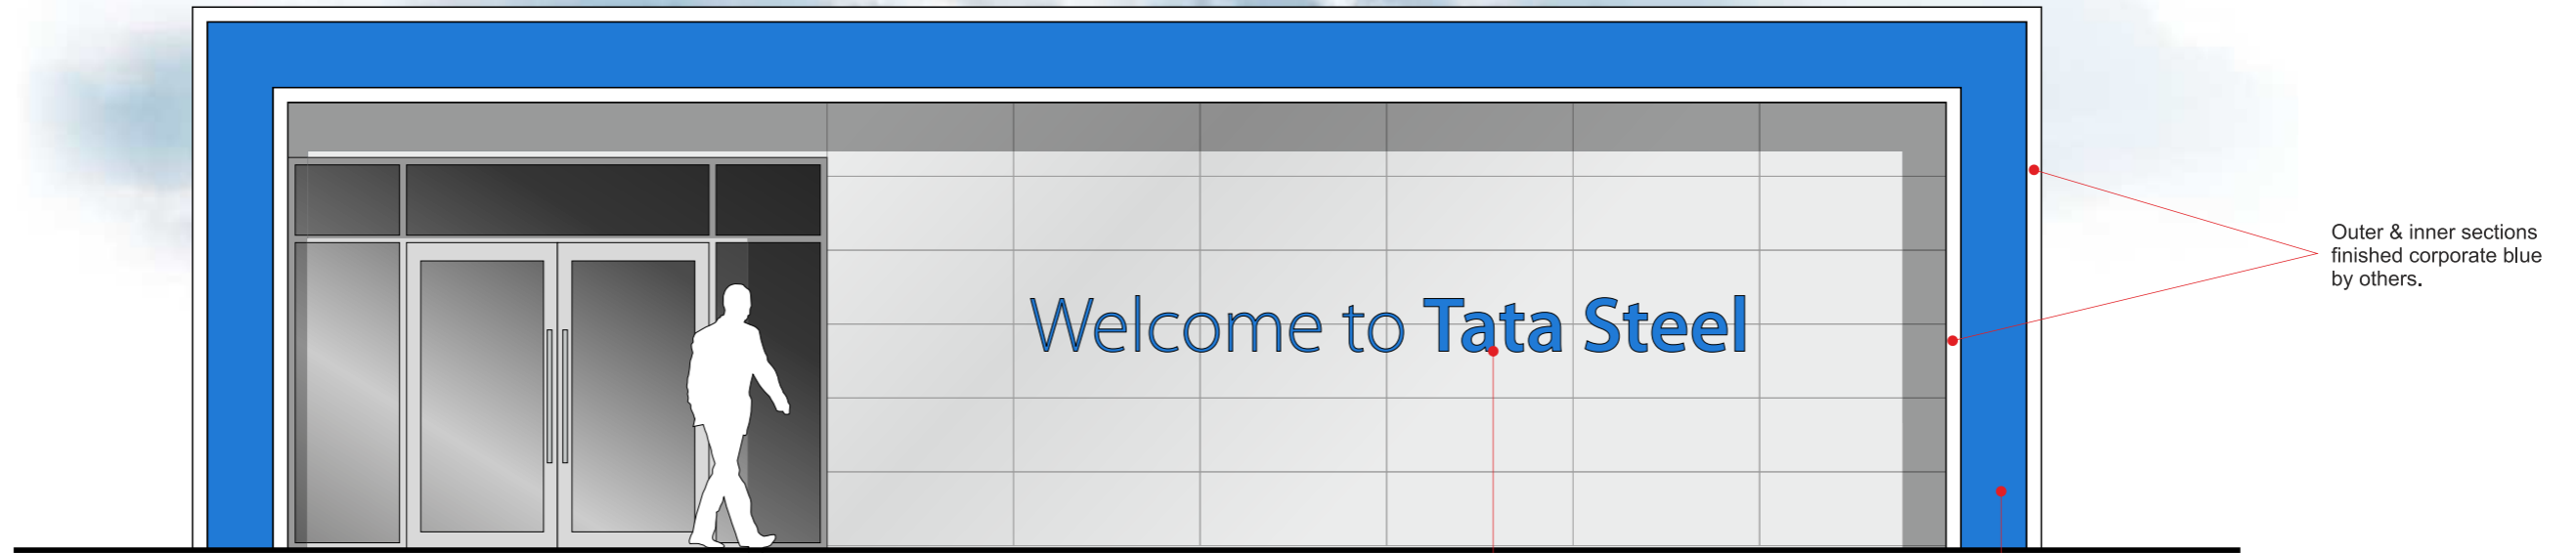 Outer & inner sections
finished corporate blue
by others.
Welcome to Tata Steel